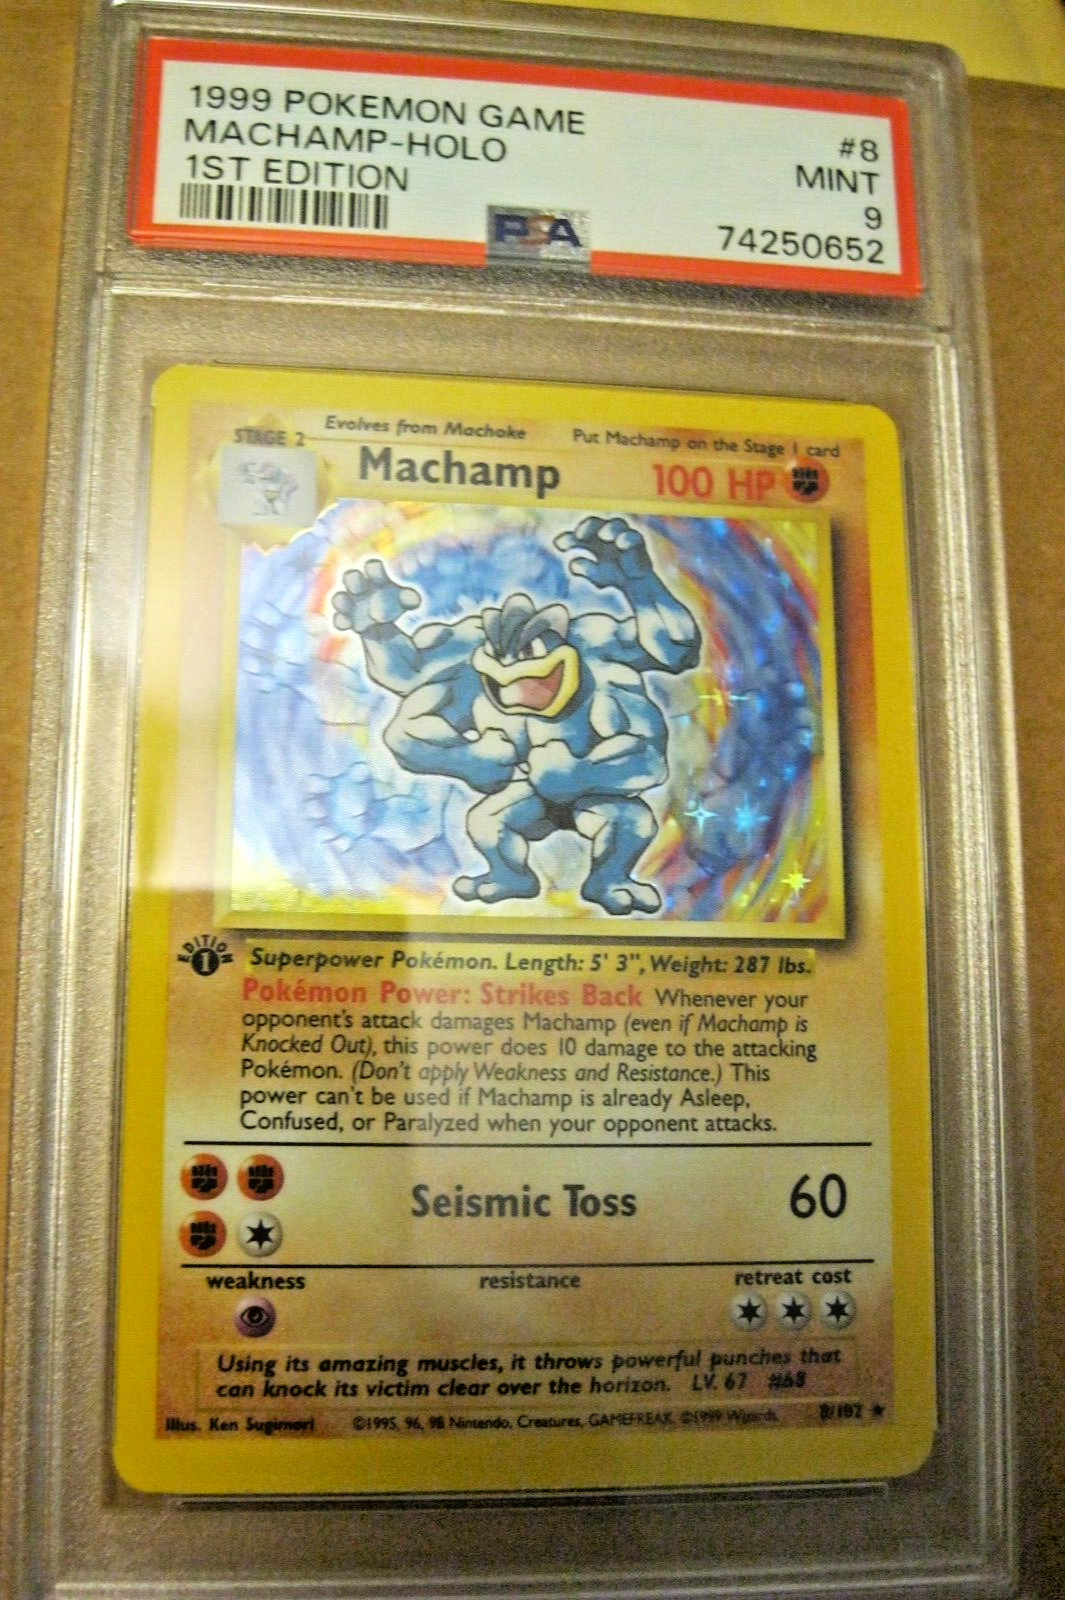 1999 POKEMON GAME
MACHAMP-HOLO
1ST EDITION
#8
MINT
9
74250652
PSA
STAGE 2
Evolves from Machoke
Put Machamp on the Stage 1 card
Machamp
100 HP
EDITION
1
Superpower Pokémon. Length: 5' 3", Weight: 287 lbs.
Pokémon Power: Strikes Back Whenever your
opponent's attack damages Machamp (even if Machamp is
Knocked Out), this power does 10 damage to the attacking
Pokémon. (Don't apply Weakness and Resistance.) This
power can't be used if Machamp is already Asleep,
Confused, or Paralyzed when your opponent attacks.
Seismic Toss
60
weakness
resistance
retreat cost
Using its amazing muscles, it throws powerful punches that
can knock its victim clear over the horizon. LV. 67 #68
Illus. Ken Sugimori
©1995, 96, 98 Nintendo, Creatures, GAMEFREAK. ©1999 Wizards.
8/102 ★